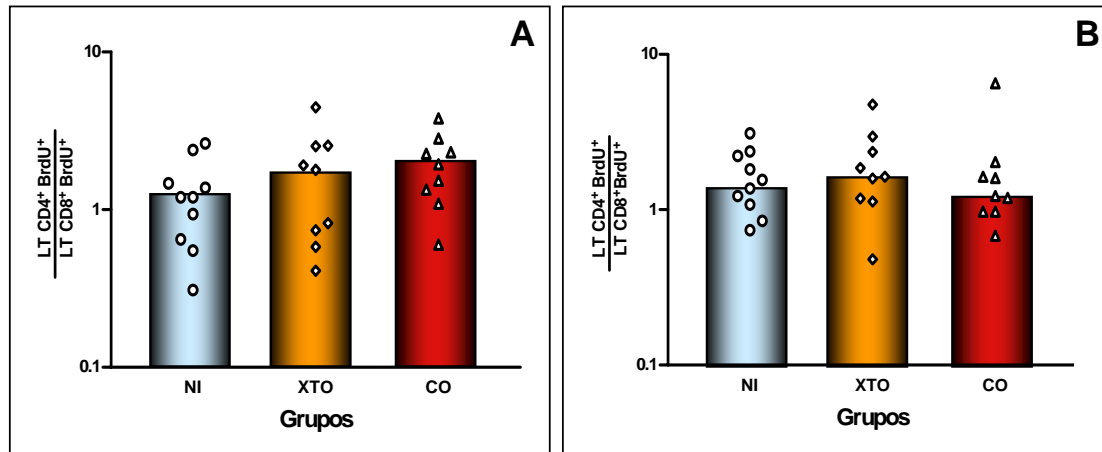 A
10
1
0.1
LT CD4⁺ BrdU⁺
LT CD8⁺ BrdU⁺
NI XTO CO
Grupos
B
10
1
0.1
LT CD4⁺ BrdU⁺
LT CD8⁺BrdU⁺
NI XTO CO
Grupos